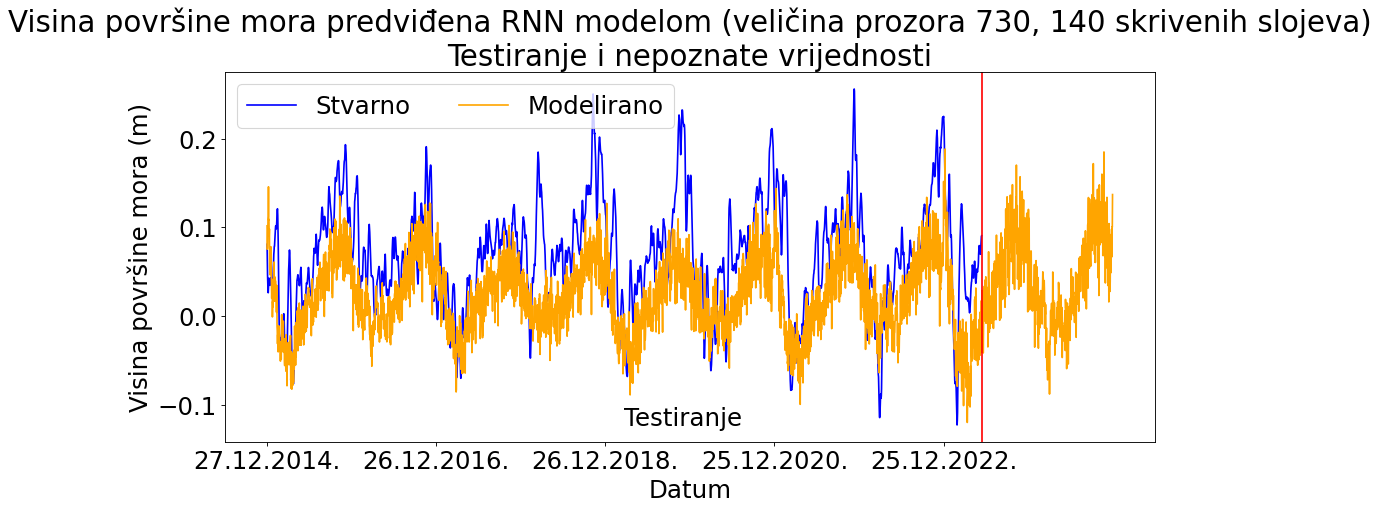 Visina površine mora predviđena RNN modelom (veličina prozora 730, 140 skrivenih slojeva)
Testiranje i nepoznate vrijednosti
Stvarno Modelirano
Visina površine mora (m)
0.2
0.1
0.0
−0.1
Testiranje
27.12.2014. 26.12.2016. 26.12.2018. 25.12.2020. 25.12.2022.
Datum